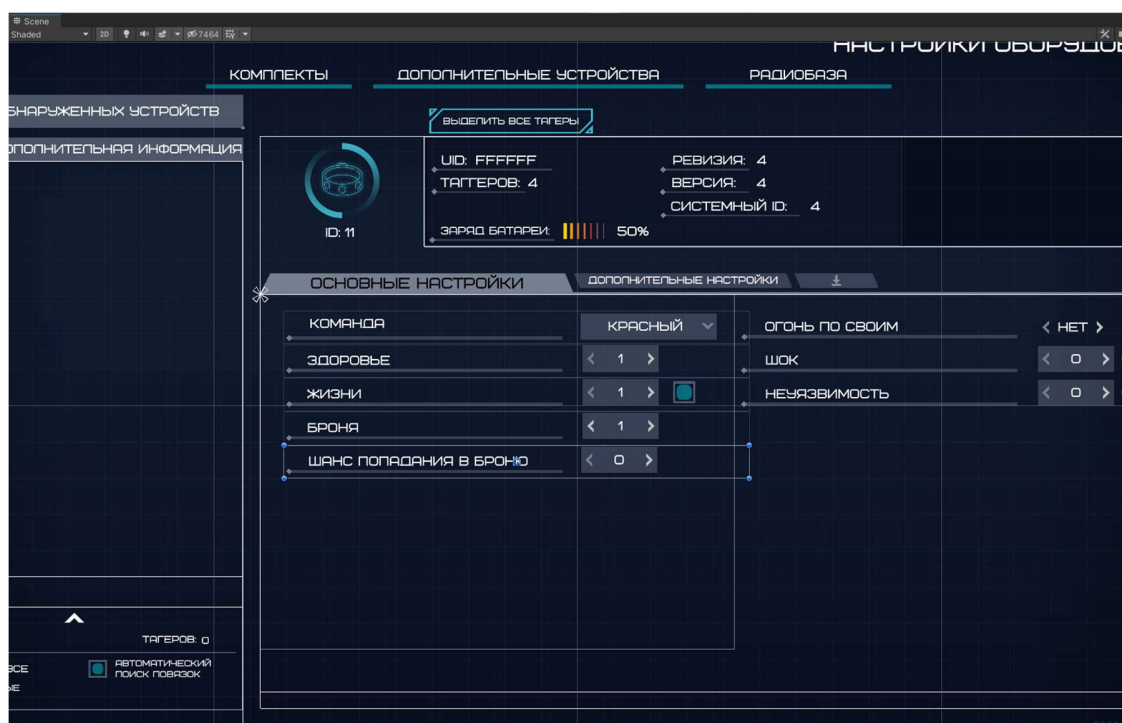 Scene
Shaded
2D
7464
НАСТРОЙКИ ОБОРУДОВ
КОМПЛЕКТЫ
ДОПОЛНИТЕЛЬНЫЕ УСТРОЙСТВА
РАДИОБАЗА
БНАРУЖЕННЫХ УСТРОЙСТВ
ВЫДЕЛИТЬ ВСЕ ТАГЕРЫ
ОПОЛНИТЕЛЬНАЯ ИНФОРМАЦИЯ
UID: FFFFFF
РЕВИЗИЯ: 4
ТАГГЕРОВ: 4
ВЕРСИЯ: 4
СИСТЕМНЫЙ ID: 4
ID: 11
ЗАРЯД БАТАРЕИ: 50%
ОСНОВНЫЕ НАСТРОЙКИ
ДОПОЛНИТЕЛЬНЫЕ НАСТРОЙКИ
КОМАНДА
КРАСНЫЙ
ОГОНЬ ПО СВОИМ
< НЕТ >
ЗДОРОВЬЕ
< 1 >
ШОК
< 0 >
ЖИЗНИ
< 1 >
НЕУЯЗВИМОСТЬ
< 0 >
БРОНЯ
< 1 >
ШАНС ПОПАДАНИЯ В БРОНЮ
< 0 >
ТАГЕРОВ: 0
ВСЕ
АВТОМАТИЧЕСКИЙ
ПОИСК ПОВЯЗОК
ЫЕ